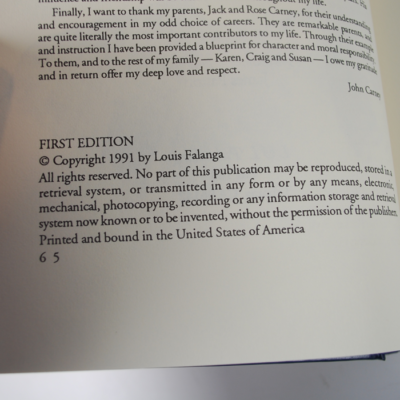 Finally, I want to thank my parents, Jack and Rose Carney, for their understanding
and encouragement in my odd choice of careers. They are remarkable parents, and
are quite literally the most important contributors to my life. Through their example
and instruction I have been provided a blueprint for character and moral responsibility.
To them, and to the rest of my family — Karen, Craig and Susan — I owe my gratitude
and in return offer my deep love and respect.
John Carney
FIRST EDITION
© Copyright 1991 by Louis Falanga
All rights reserved. No part of this publication may be reproduced, stored in a
retrieval system, or transmitted in any form or by any means, electronic,
mechanical, photocopying, recording or any information storage and retrieval
system now known or to be invented, without the permission of the publisher.
Printed and bound in the United States of America
6 5